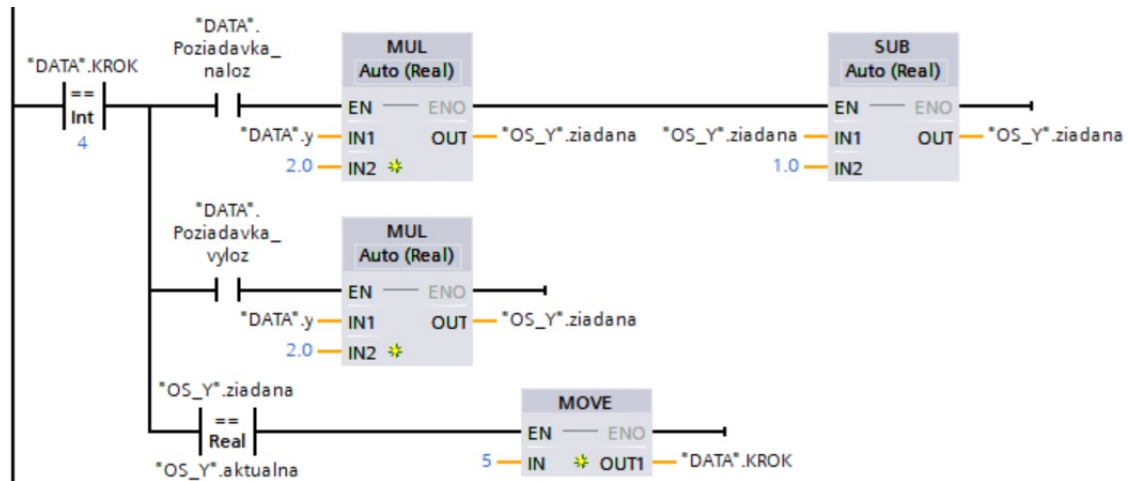 "DATA".
Poziadavka_
naloz
"DATA".KROK
==
Int
4
MUL
Auto (Real)
EN ENO
"DATA".y IN1 OUT "OS_Y".ziadana
2.0 IN2
SUB
Auto (Real)
EN ENO
"OS_Y".ziadana IN1 OUT "OS_Y".ziadana
1.0 IN2
"DATA".
Poziadavka_
vyloz
MUL
Auto (Real)
EN ENO
"DATA".y IN1 OUT "OS_Y".ziadana
2.0 IN2
"OS_Y".ziadana
==
Real
"OS_Y".aktualna
MOVE
EN ENO
5 IN OUT1 "DATA".KROK